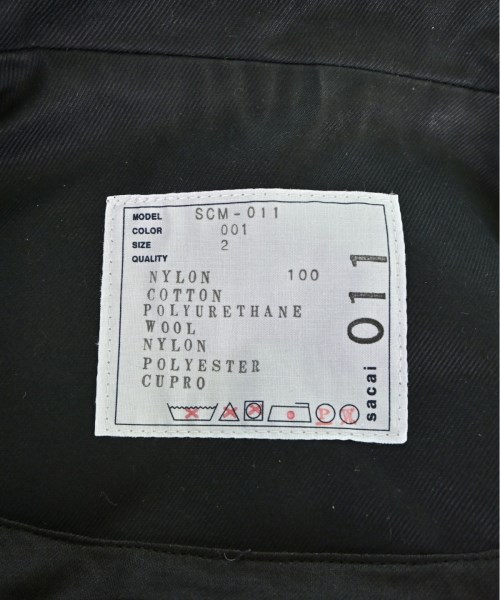 MODEL SCM-011
COLOR 001
SIZE 2
QUALITY
NYLON 100
COTTON
POLYURETHANE
WOOL
NYLON
POLYESTER
CUPRO
P W
sacai 011